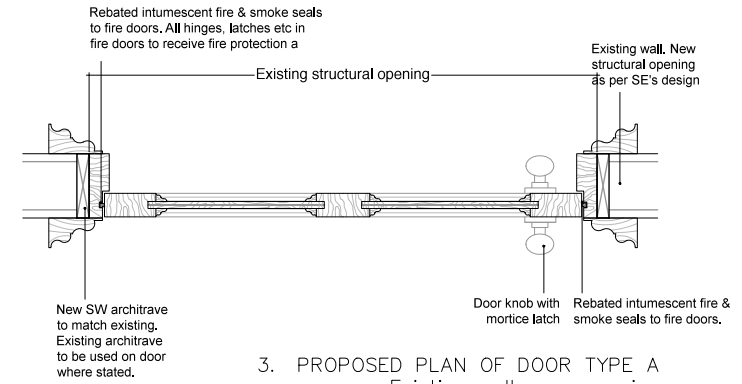 Rebated intumescent fire & smoke seals
to fire doors. All hinges, latches etc in
fire doors to receive fire protection a
Existing wall. New
structural opening
as per SE's design
Existing structural opening
New SW architrave
to match existing.
Existing architrave
to be used on door
where stated.
Door knob with
mortice latch
Rebated intumescent fire &
smoke seals to fire doors.
3. PROPOSED PLAN OF DOOR TYPE A